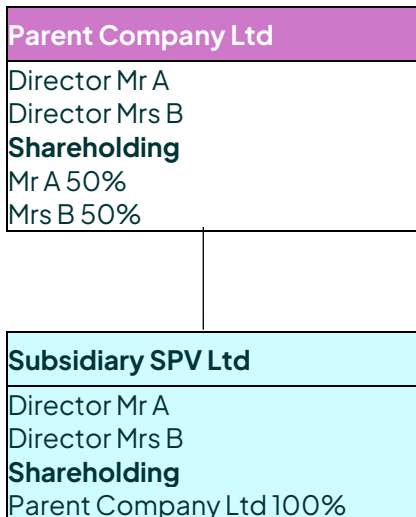 Parent Company Ltd
Director Mr A
Director Mrs B
Shareholding
Mr A 50%
Mrs B 50%
Subsidiary SPV Ltd
Director Mr A
Director Mrs B
Shareholding
Parent Company Ltd 100%